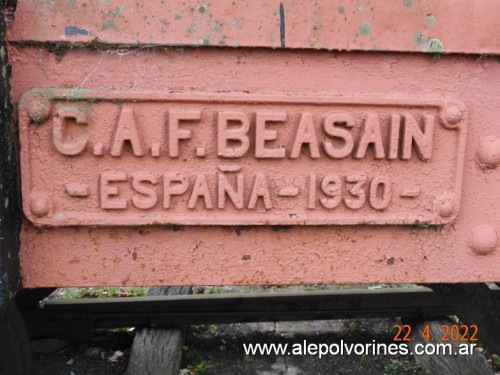 C.A.F. BEASAIN
- ESPAÑA - 1930 -
22.4.2022
www.alepolvorines.com.ar